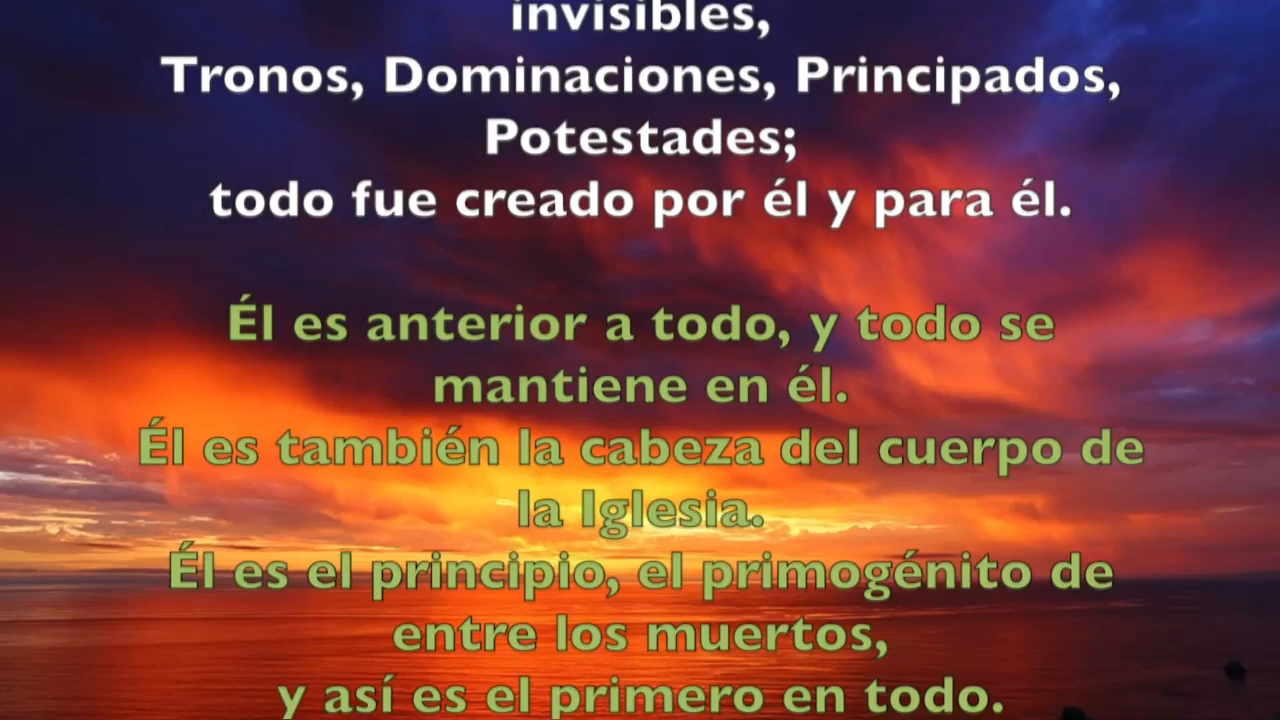 invisibles,
Tronos, Dominaciones, Principados,
Potestades;
todo fue creado por él y para él.
Él es anterior a todo, y todo se
mantiene en él.
Él es también la cabeza del cuerpo de
la Iglesia.
Él es el principio, el primogénito de
entre los muertos,
y así es el primero en todo.